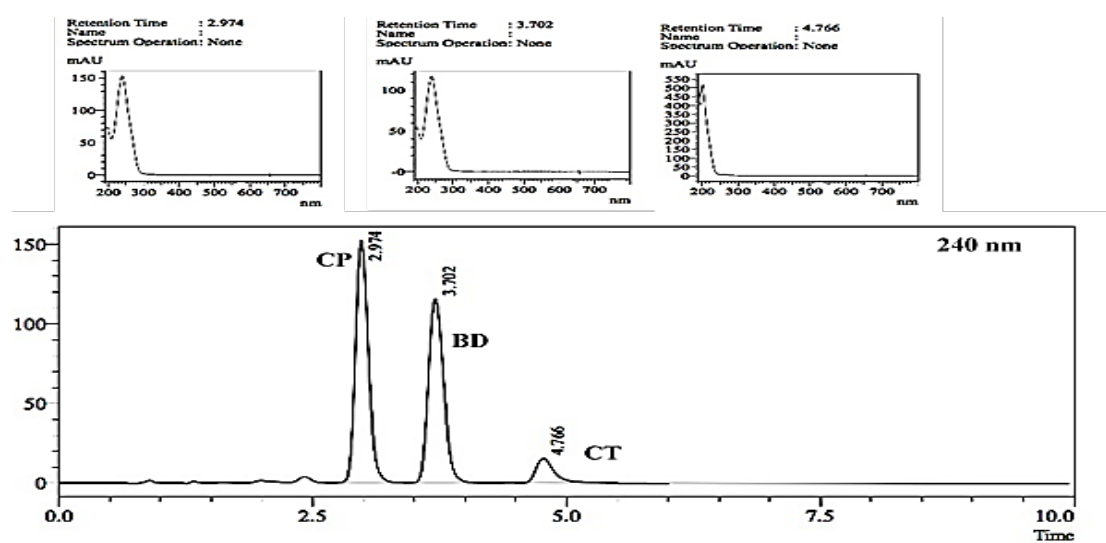 Retention Time : 2.974
Name :
Spectrum Operation: None
mAU
150
100
50
0
200 300 400 500 600 700
nm
Retention Time : 3.702
Name :
Spectrum Operation: None
mAU
100
50
-0
200 300 400 500 600 700
nm
Retention Time : 4.766
Name :
Spectrum Operation: None
mAU
550
500
450
400
350
300
250
200
150
100
50
0
200 300 400 500 600 700
nm
240 nm
150
100
50
0
CP
2.974
3.702
BD
4.766
CT
0.0 2.5 5.0 7.5 10.0
Time